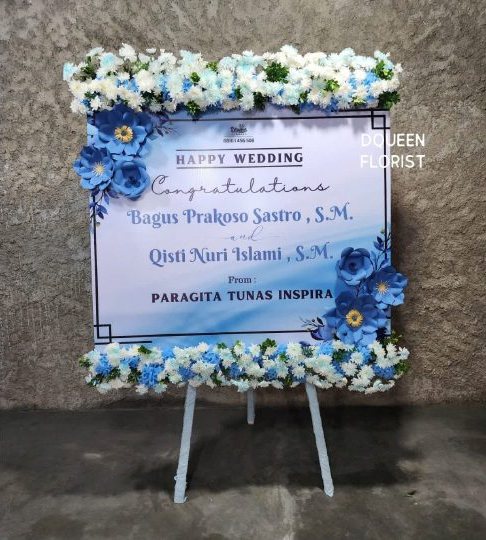 HAPPY WEDDING
Congratulations
Bagus Prakoso Sastro , S.M.
and
Qisti Nuri Islami , S.M.
From :
PARAGITA TUNAS INSPIRA
DQUEEN
FLORIST